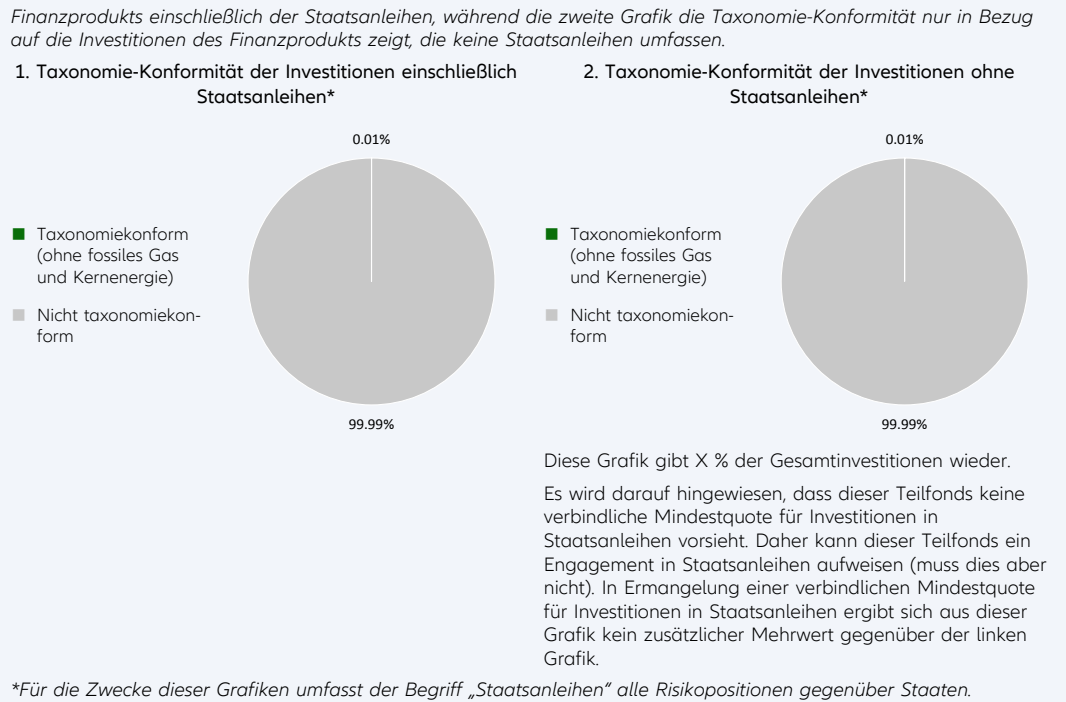 Finanzprodukts einschließlich der Staatsanleihen, während die zweite Grafik die Taxonomie-Konformität nur in Bezug
auf die Investitionen des Finanzprodukts zeigt, die keine Staatsanleihen umfassen.
1. Taxonomie-Konformität der Investitionen einschließlich
Staatsanleihen*
0.01%
Taxonomiekonform
(ohne fossiles Gas
und Kernenergie)
Nicht taxonomiekon-
form
99.99%
2. Taxonomie-Konformität der Investitionen ohne
Staatsanleihen*
0.01%
Taxonomiekonform
(ohne fossiles Gas
und Kernenergie)
Nicht taxonomiekon-
form
99.99%
Diese Grafik gibt X % der Gesamtinvestitionen wieder.
Es wird darauf hingewiesen, dass dieser Teilfonds keine
verbindliche Mindestquote für Investitionen in
Staatsanleihen vorsieht. Daher kann dieser Teilfonds ein
Engagement in Staatsanleihen aufweisen (muss dies aber
nicht). In Ermangelung einer verbindlichen Mindestquote
für Investitionen in Staatsanleihen ergibt sich aus dieser
Grafik kein zusätzlicher Mehrwert gegenüber der linken
Grafik.
*Für die Zwecke dieser Grafiken umfasst der Begriff „Staatsanleihen“ alle Risikopositionen gegenüber Staaten.